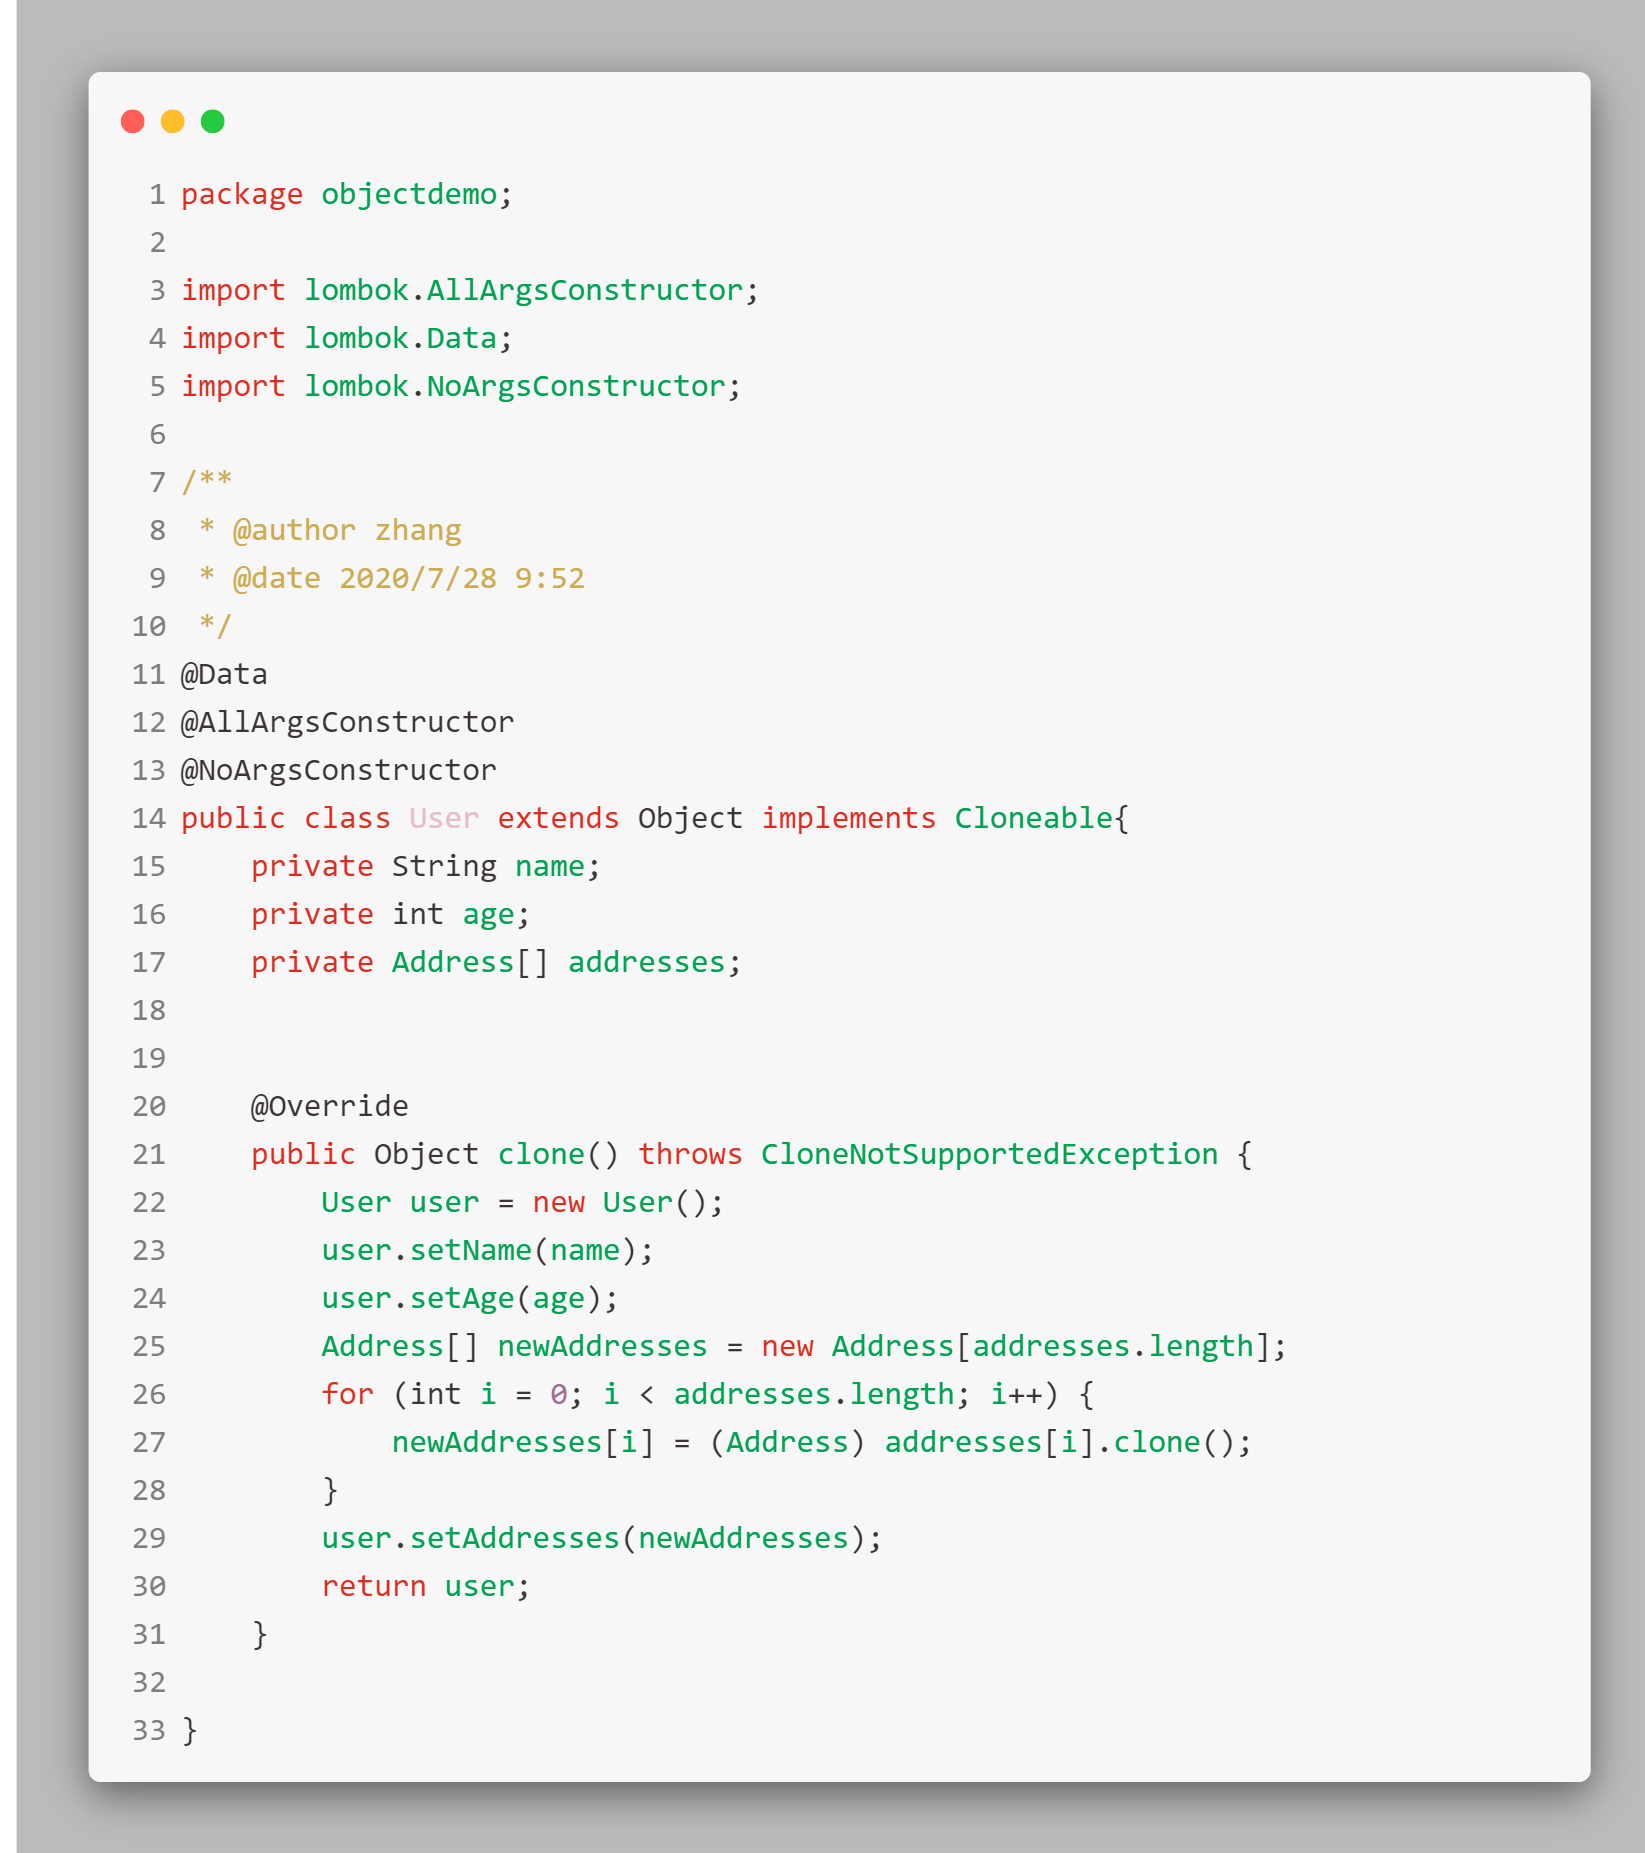 1 package objectdemo;
2
3 import lombok.AllArgsConstructor;
4 import lombok.Data;
5 import lombok.NoArgsConstructor;
6
7 /**
8  * @author zhang
9  * @date 2020/7/28 9:52
10  */
11 @Data
12 @AllArgsConstructor
13 @NoArgsConstructor
14 public class User extends Object implements Cloneable{
15     private String name;
16     private int age;
17     private Address[] addresses;
18
19
20     @Override
21     public Object clone() throws CloneNotSupportedException {
22         User user = new User();
23         user.setName(name);
24         user.setAge(age);
25         Address[] newAddresses = new Address[addresses.length];
26         for (int i = 0; i < addresses.length; i++) {
27             newAddresses[i] = (Address) addresses[i].clone();
28         }
29         user.setAddresses(newAddresses);
30         return user;
31     }
32
33 }